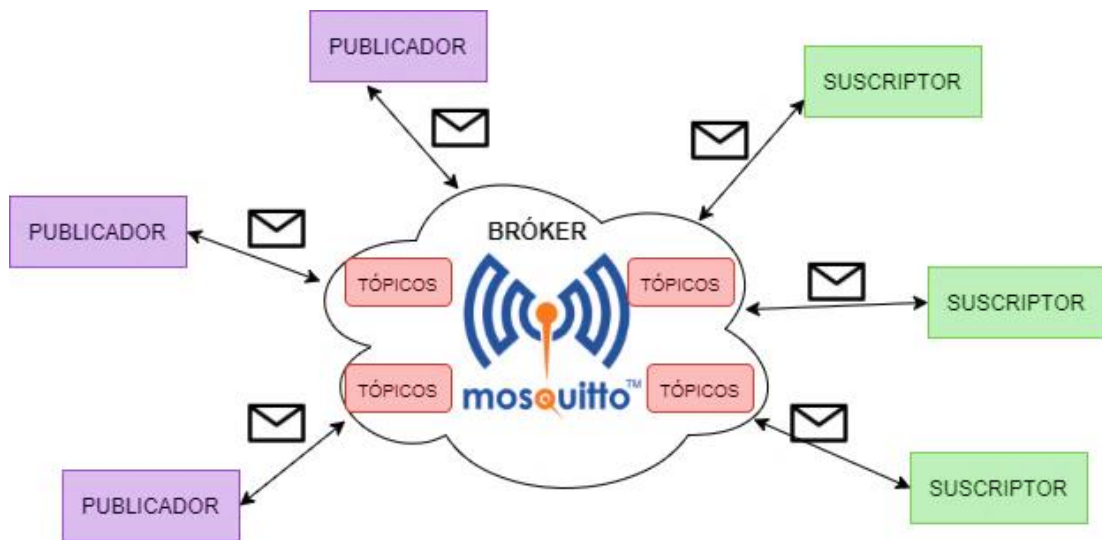 PUBLICADOR
SUSCRIPTOR
PUBLICADOR
BRÓKER
TÓPICOS
TÓPICOS
SUSCRIPTOR
TÓPICOS
mosquitto™
TÓPICOS
PUBLICADOR
SUSCRIPTOR